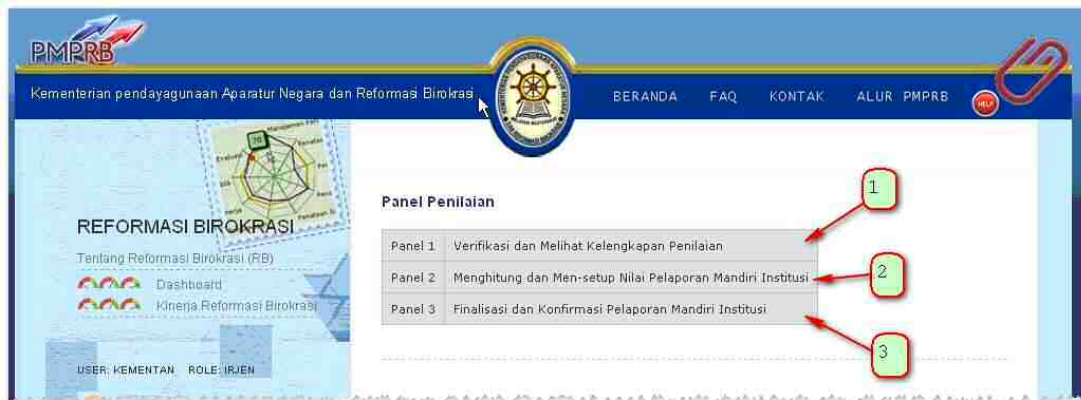 PMPRB
Kementerian pendayagunaan Aparatur Negara dan Reformasi Birokrasi
BERANDA FAQ KONTAK ALUR PMPRB HELP
Panel Penilaian
1
REFORMASI BIROKRASI
Tentang Reformasi Birokrasi (RB)
Dashboard
Kinerja Reformasi Birokrasi
Panel 1 Verifikasi dan Melihat Kelengkapan Penilaian
Panel 2 Menghitung dan Men-setup Nilai Pelaporan Mandiri Institusi
2
Panel 3 Finalisasi dan Konfirmasi Pelaporan Mandiri Institusi
3
USER: KEMENTAN ROLE: IRJEN